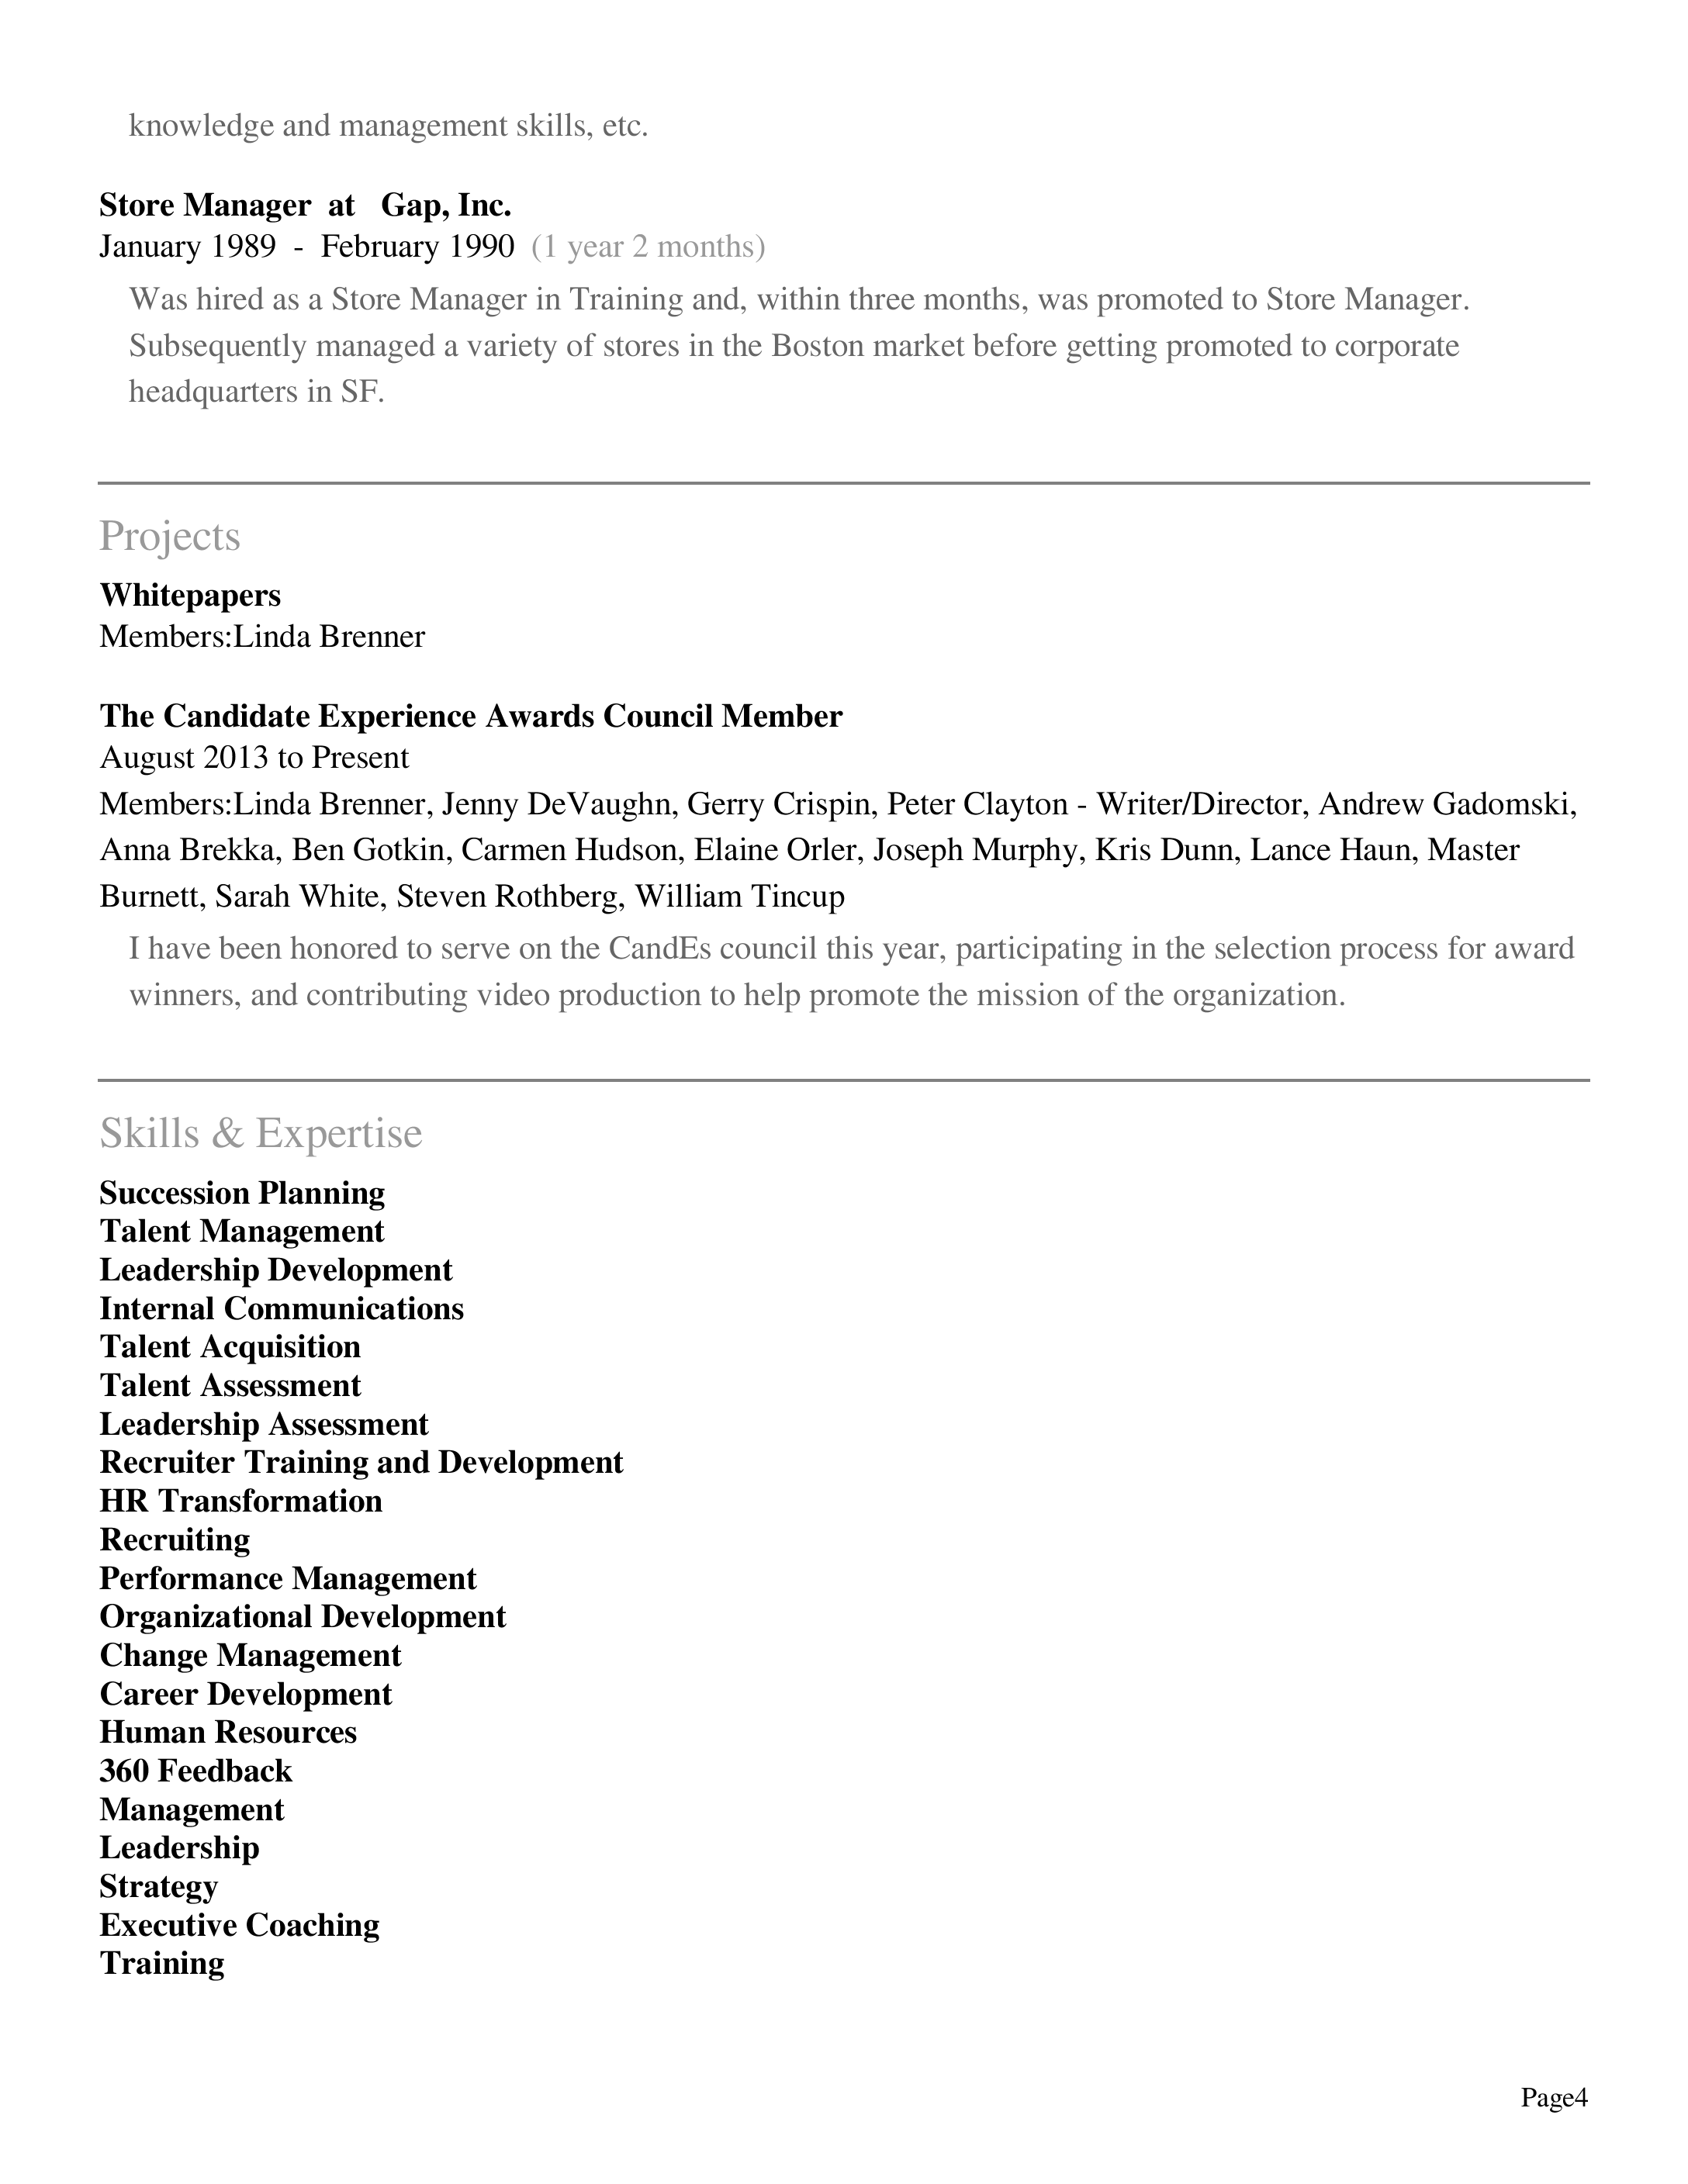 knowledge and management skills, etc.
Store Manager at Gap, Inc.
January 1989 - February 1990 (1 year 2 months)
Was hired as a Store Manager in Training and, within three months, was promoted to Store Manager.
Subsequently managed a variety of stores in the Boston market before getting promoted to corporate
headquarters in SF.
Projects
Whitepapers
Members:Linda Brenner
The Candidate Experience Awards Council Member
August 2013 to Present
Members:Linda Brenner, Jenny DeVaughn, Gerry Crispin, Peter Clayton - Writer/Director, Andrew Gadomski,
Anna Brekka, Ben Gotkin, Carmen Hudson, Elaine Orler, Joseph Murphy, Kris Dunn, Lance Haun, Master
Burnett, Sarah White, Steven Rothberg, William Tincup
I have been honored to serve on the CandEs council this year, participating in the selection process for award
winners, and contributing video production to help promote the mission of the organization.
Skills & Expertise
Succession Planning
Talent Management
Leadership Development
Internal Communications
Talent Acquisition
Talent Assessment
Leadership Assessment
Recruiter Training and Development
HR Transformation
Recruiting
Performance Management
Organizational Development
Change Management
Career Development
Human Resources
360 Feedback
Management
Leadership
Strategy
Executive Coaching
Training
Page4